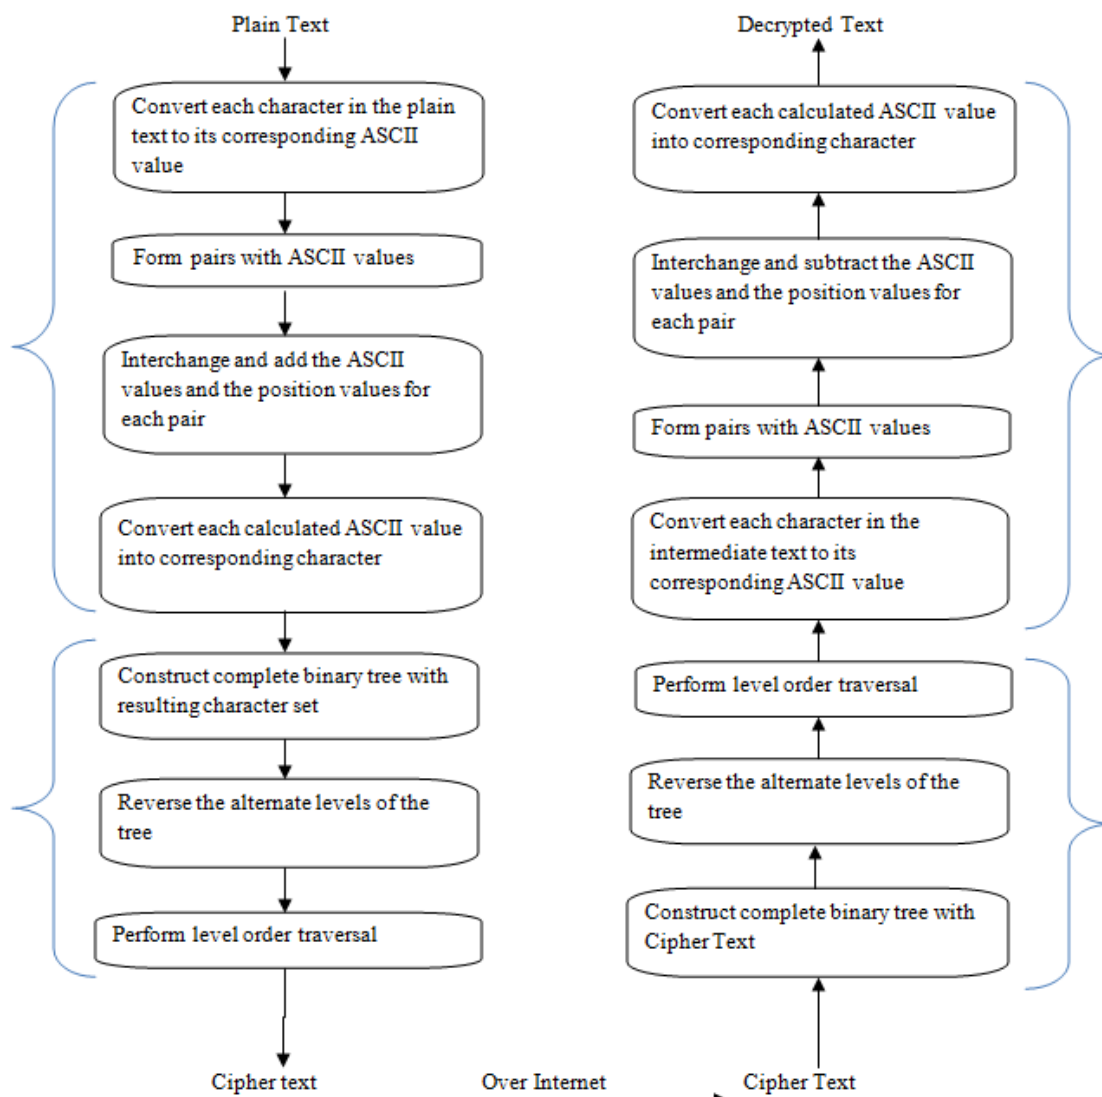 Plain Text
Convert each character in the plain
text to its corresponding ASCII
value
Form pairs with ASCII values
Interchange and add the ASCII
values and the position values for
each pair
Convert each calculated ASCII value
into corresponding character
Construct complete binary tree with
resulting character set
Reverse the alternate levels of the
tree
Perform level order traversal
Cipher text
Over Internet
Decrypted Text
Convert each calculated ASCII value
into corresponding character
Interchange and subtract the ASCII
values and the position values for
each pair
Form pairs with ASCII values
Convert each character in the
intermediate text to its
corresponding ASCII value
Perform level order traversal
Reverse the alternate levels of the
tree
Construct complete binary tree with
Cipher Text
Cipher Text